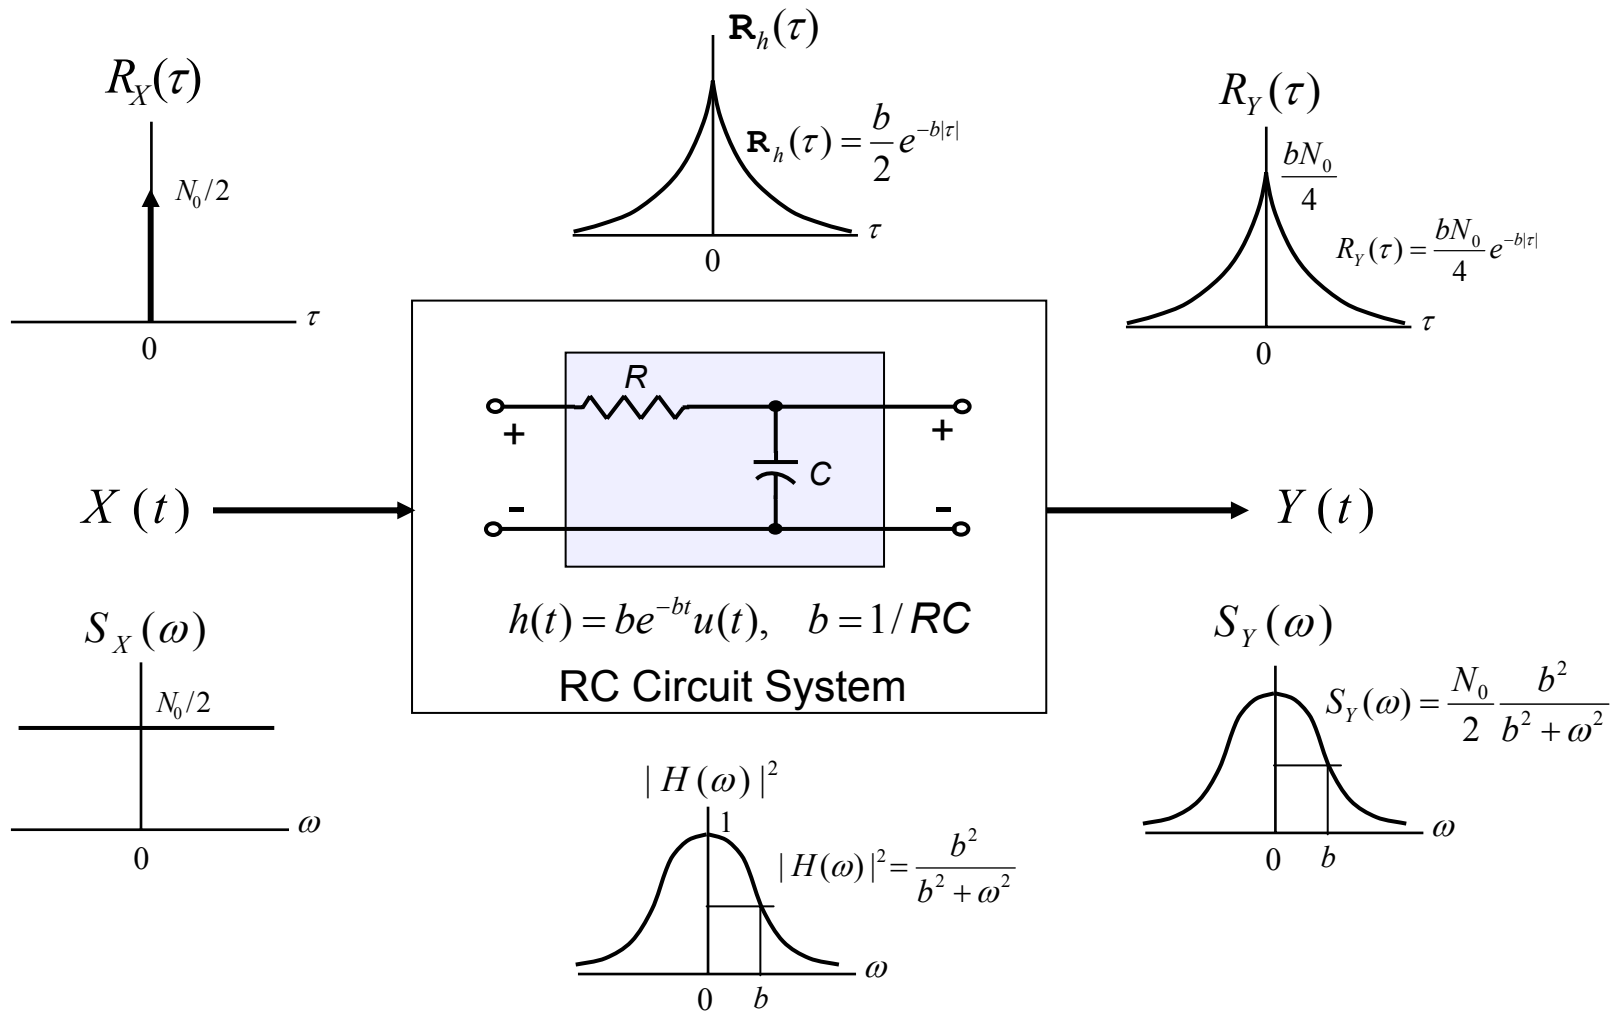 R_h(τ)
R_X(τ)
R_Y(τ)
R_h(τ) = b/2 e^{-b|τ|}
bN_0/4
N_0/2
R_Y(τ) = bN_0/4 e^{-b|τ|}
τ
0
τ
0
τ
0
R
+
+
C
X(t)
-
-
Y(t)
h(t) = be^{-bt}u(t), b = 1/RC
RC Circuit System
S_X(ω)
N_0/2
ω
0
S_Y(ω)
S_Y(ω) = N_0/2 b^2/(b^2 + ω^2)
ω
0 b
|H(ω)|^2
1
|H(ω)|^2 = b^2/(b^2 + ω^2)
ω
0 b